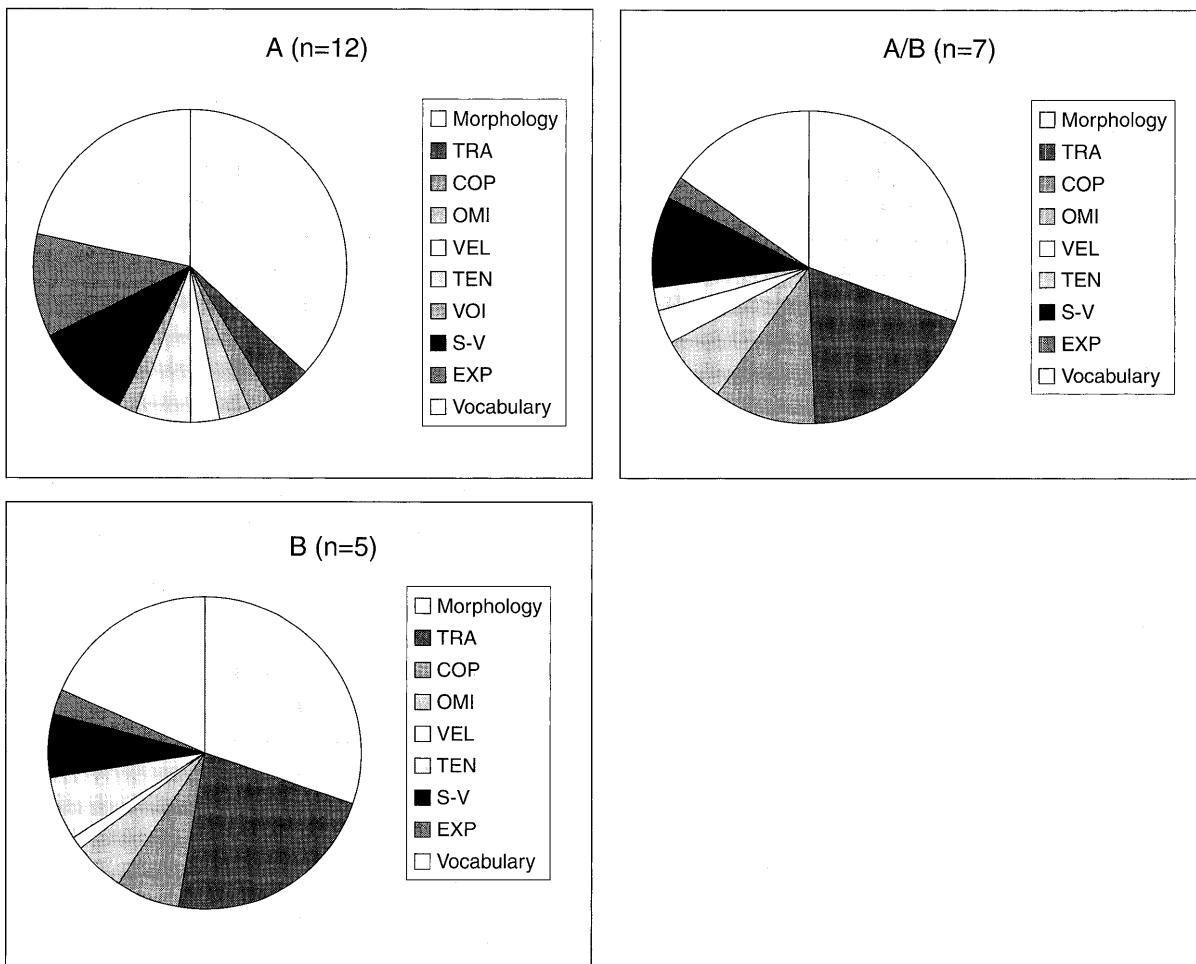 A (n=12)
Morphology
TRA
COP
OMI
VEL
TEN
VOI
S-V
EXP
Vocabulary
A/B (n=7)
Morphology
TRA
COP
OMI
VEL
TEN
S-V
EXP
Vocabulary
B (n=5)
Morphology
TRA
COP
OMI
VEL
TEN
S-V
EXP
Vocabulary